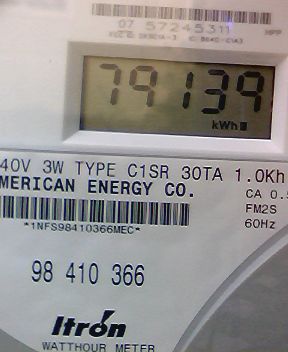 07 57245311
79139
kWh
40V 3W TYPE C1SR 30TA 1.0Kh
MERICAN ENERGY CO.
CA 0.5
FM2S
60Hz
*1NFS98410366MEC*
98 410 366
Itron
WATTHOUR METER